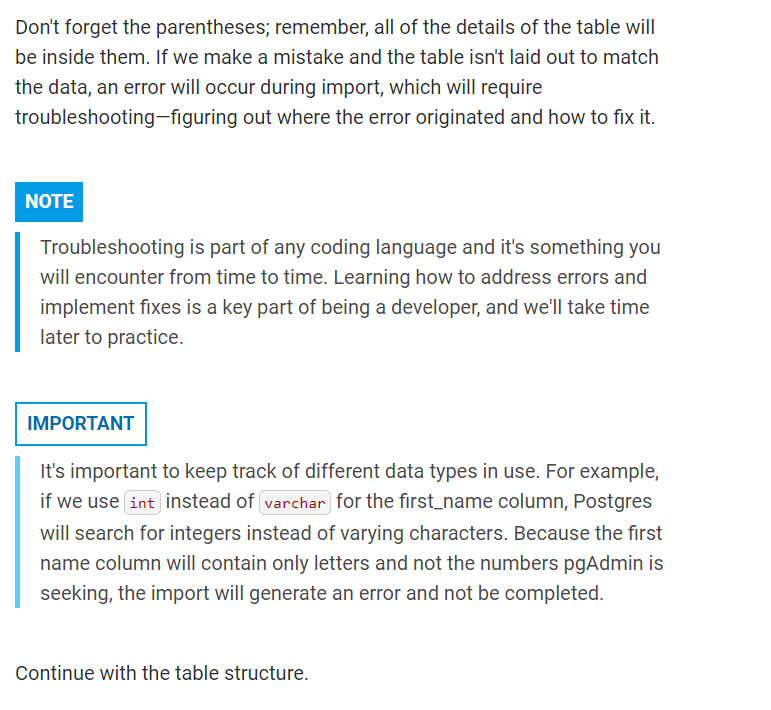 Don't forget the parentheses; remember, all of the details of the table will
be inside them. If we make a mistake and the table isn't laid out to match
the data, an error will occur during import, which will require
troubleshooting—figuring out where the error originated and how to fix it.
NOTE
Troubleshooting is part of any coding language and it's something you
will encounter from time to time. Learning how to address errors and
implement fixes is a key part of being a developer, and we'll take time
later to practice.
IMPORTANT
It's important to keep track of different data types in use. For example,
if we use int instead of varchar for the first_name column, Postgres
will search for integers instead of varying characters. Because the first
name column will contain only letters and not the numbers pgAdmin is
seeking, the import will generate an error and not be completed.
Continue with the table structure.